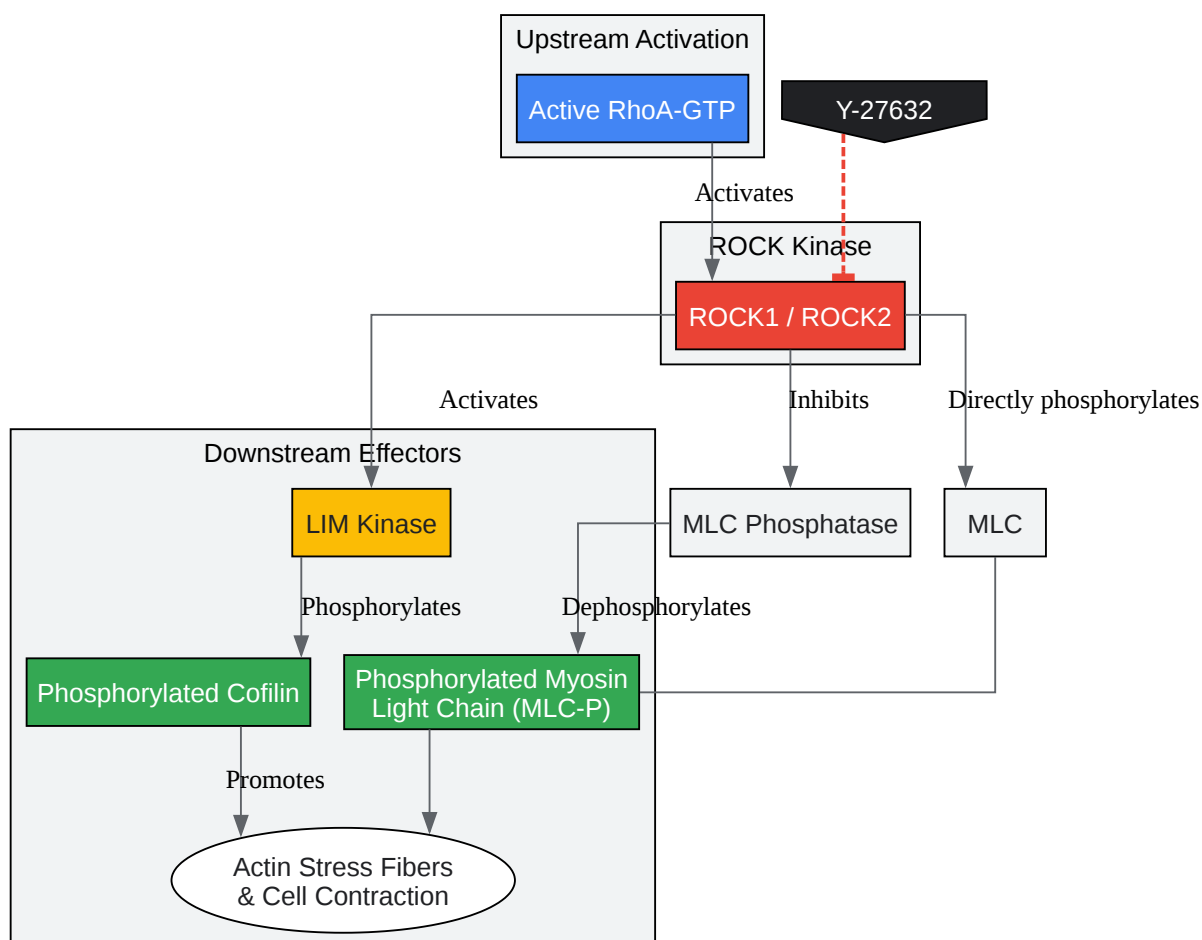 Upstream Activation
Active RhoA-GTP
Y-27632
Activates
ROCK Kinase
ROCK1 / ROCK2
Activates
Inhibits
Directly phosphorylates
Downstream Effectors
LIM Kinase
MLC Phosphatase
MLC
Phosphorylates
Dephosphorylates
Phosphorylated Cofilin
Phosphorylated Myosin
Light Chain (MLC-P)
Promotes
Actin Stress Fibers
& Cell Contraction